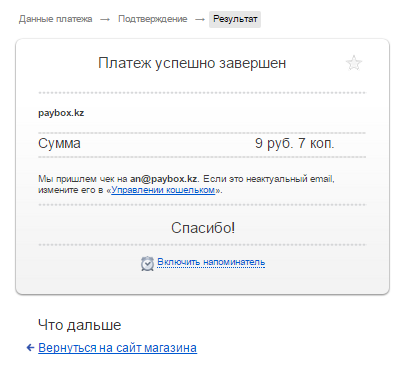 Данные платежа → Подтверждение → Результат
Платеж успешно завершен
paybox.kz
Сумма 9 руб. 7 коп.
Мы пришлем чек на an@paybox.kz. Если это неактуальный email,
измените его в «Управлении кошельком».
Спасибо!
Включить напоминатель
Что дальше
← Вернуться на сайт магазина